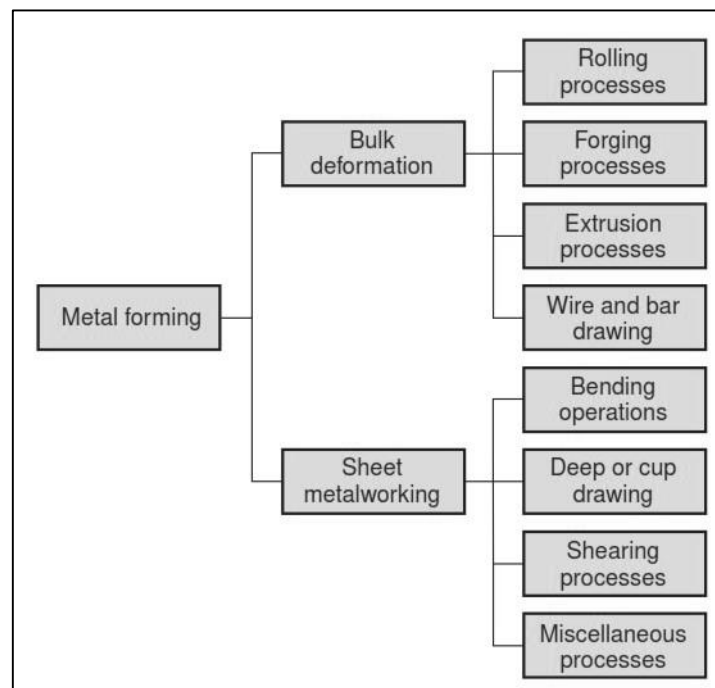 Rolling
processes
Bulk
deformation
Forging
processes
Extrusion
processes
Metal forming
Wire and bar
drawing
Bending
operations
Sheet
metalworking
Deep or cup
drawing
Shearing
processes
Miscellaneous
processes